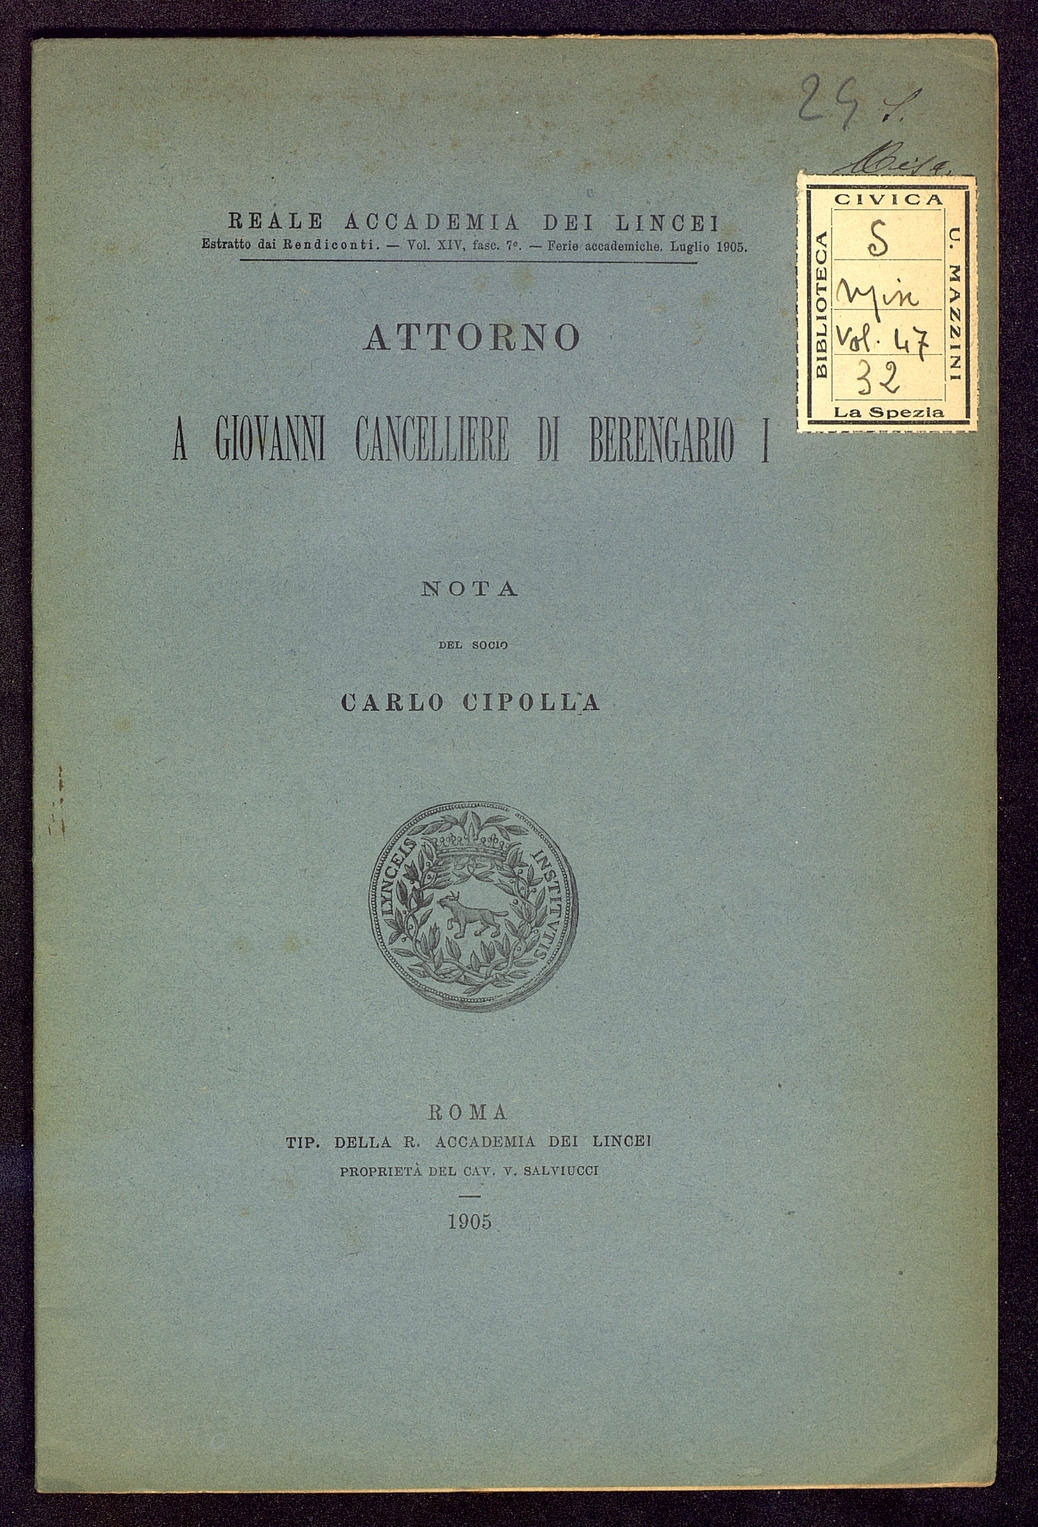 29 S.
REALE ACCADEMIA DEI LINCEI
Estratto dai Rendiconti. — Vol. XIV, fasc. 7°. — Ferie accademiche. Luglio 1905.
BIBLIOTECA
CIVICA
U. MAZZINI
S
Vol. 47
32
La Spezia
ATTORNO
A GIOVANNI CANCELLIERE DI BERENGARIO I
NOTA
DEL SOCIO
CARLO CIPOLLA
LYNCEIS INSTITVTIS
ROMA
TIP. DELLA R. ACCADEMIA DEI LINCEI
PROPRIETÀ DEL CAV. V. SALVIUCCI
1905